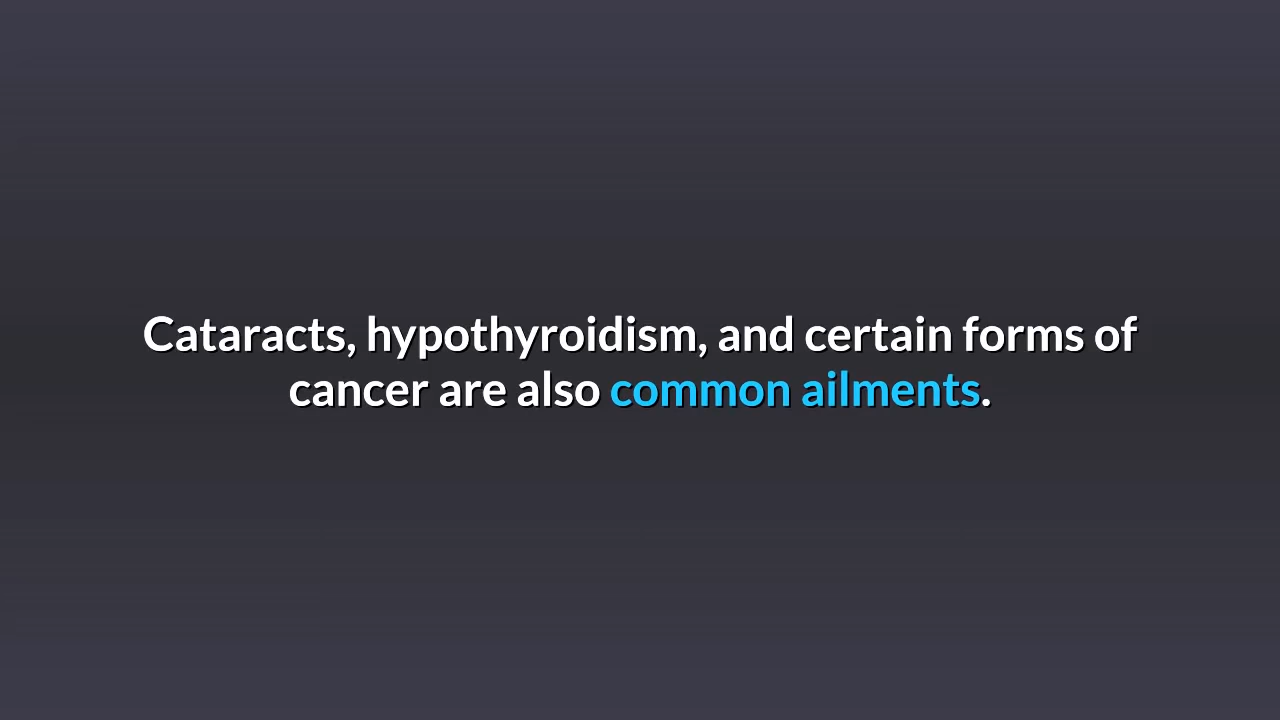 Cataracts, hypothyroidism, and certain forms of
cancer are also common ailments.